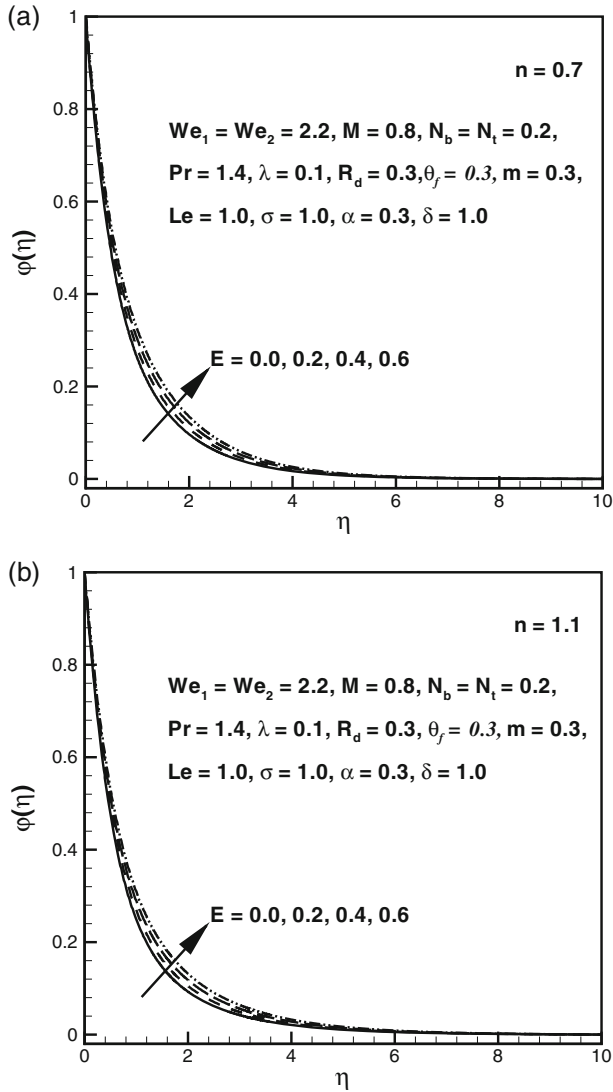 (a)
1
n = 0.7
0.8
We₁ = We₂ = 2.2, M = 0.8, N_b = N_t = 0.2,
Pr = 1.4, λ = 0.1, R_d = 0.3,θ_f = 0.3, m = 0.3,
0.6
Le = 1.0, σ = 1.0, α = 0.3, δ = 1.0
φ(η)
0.4
E = 0.0, 0.2, 0.4, 0.6
0.2
0
0 2 4 6 8 10
η
(b)
1
n = 1.1
0.8
We₁ = We₂ = 2.2, M = 0.8, N_b = N_t = 0.2,
Pr = 1.4, λ = 0.1, R_d = 0.3, θ_f = 0.3, m = 0.3,
0.6
Le = 1.0, σ = 1.0, α = 0.3, δ = 1.0
φ(η)
0.4
E = 0.0, 0.2, 0.4, 0.6
0.2
0
0 2 4 6 8 10
η